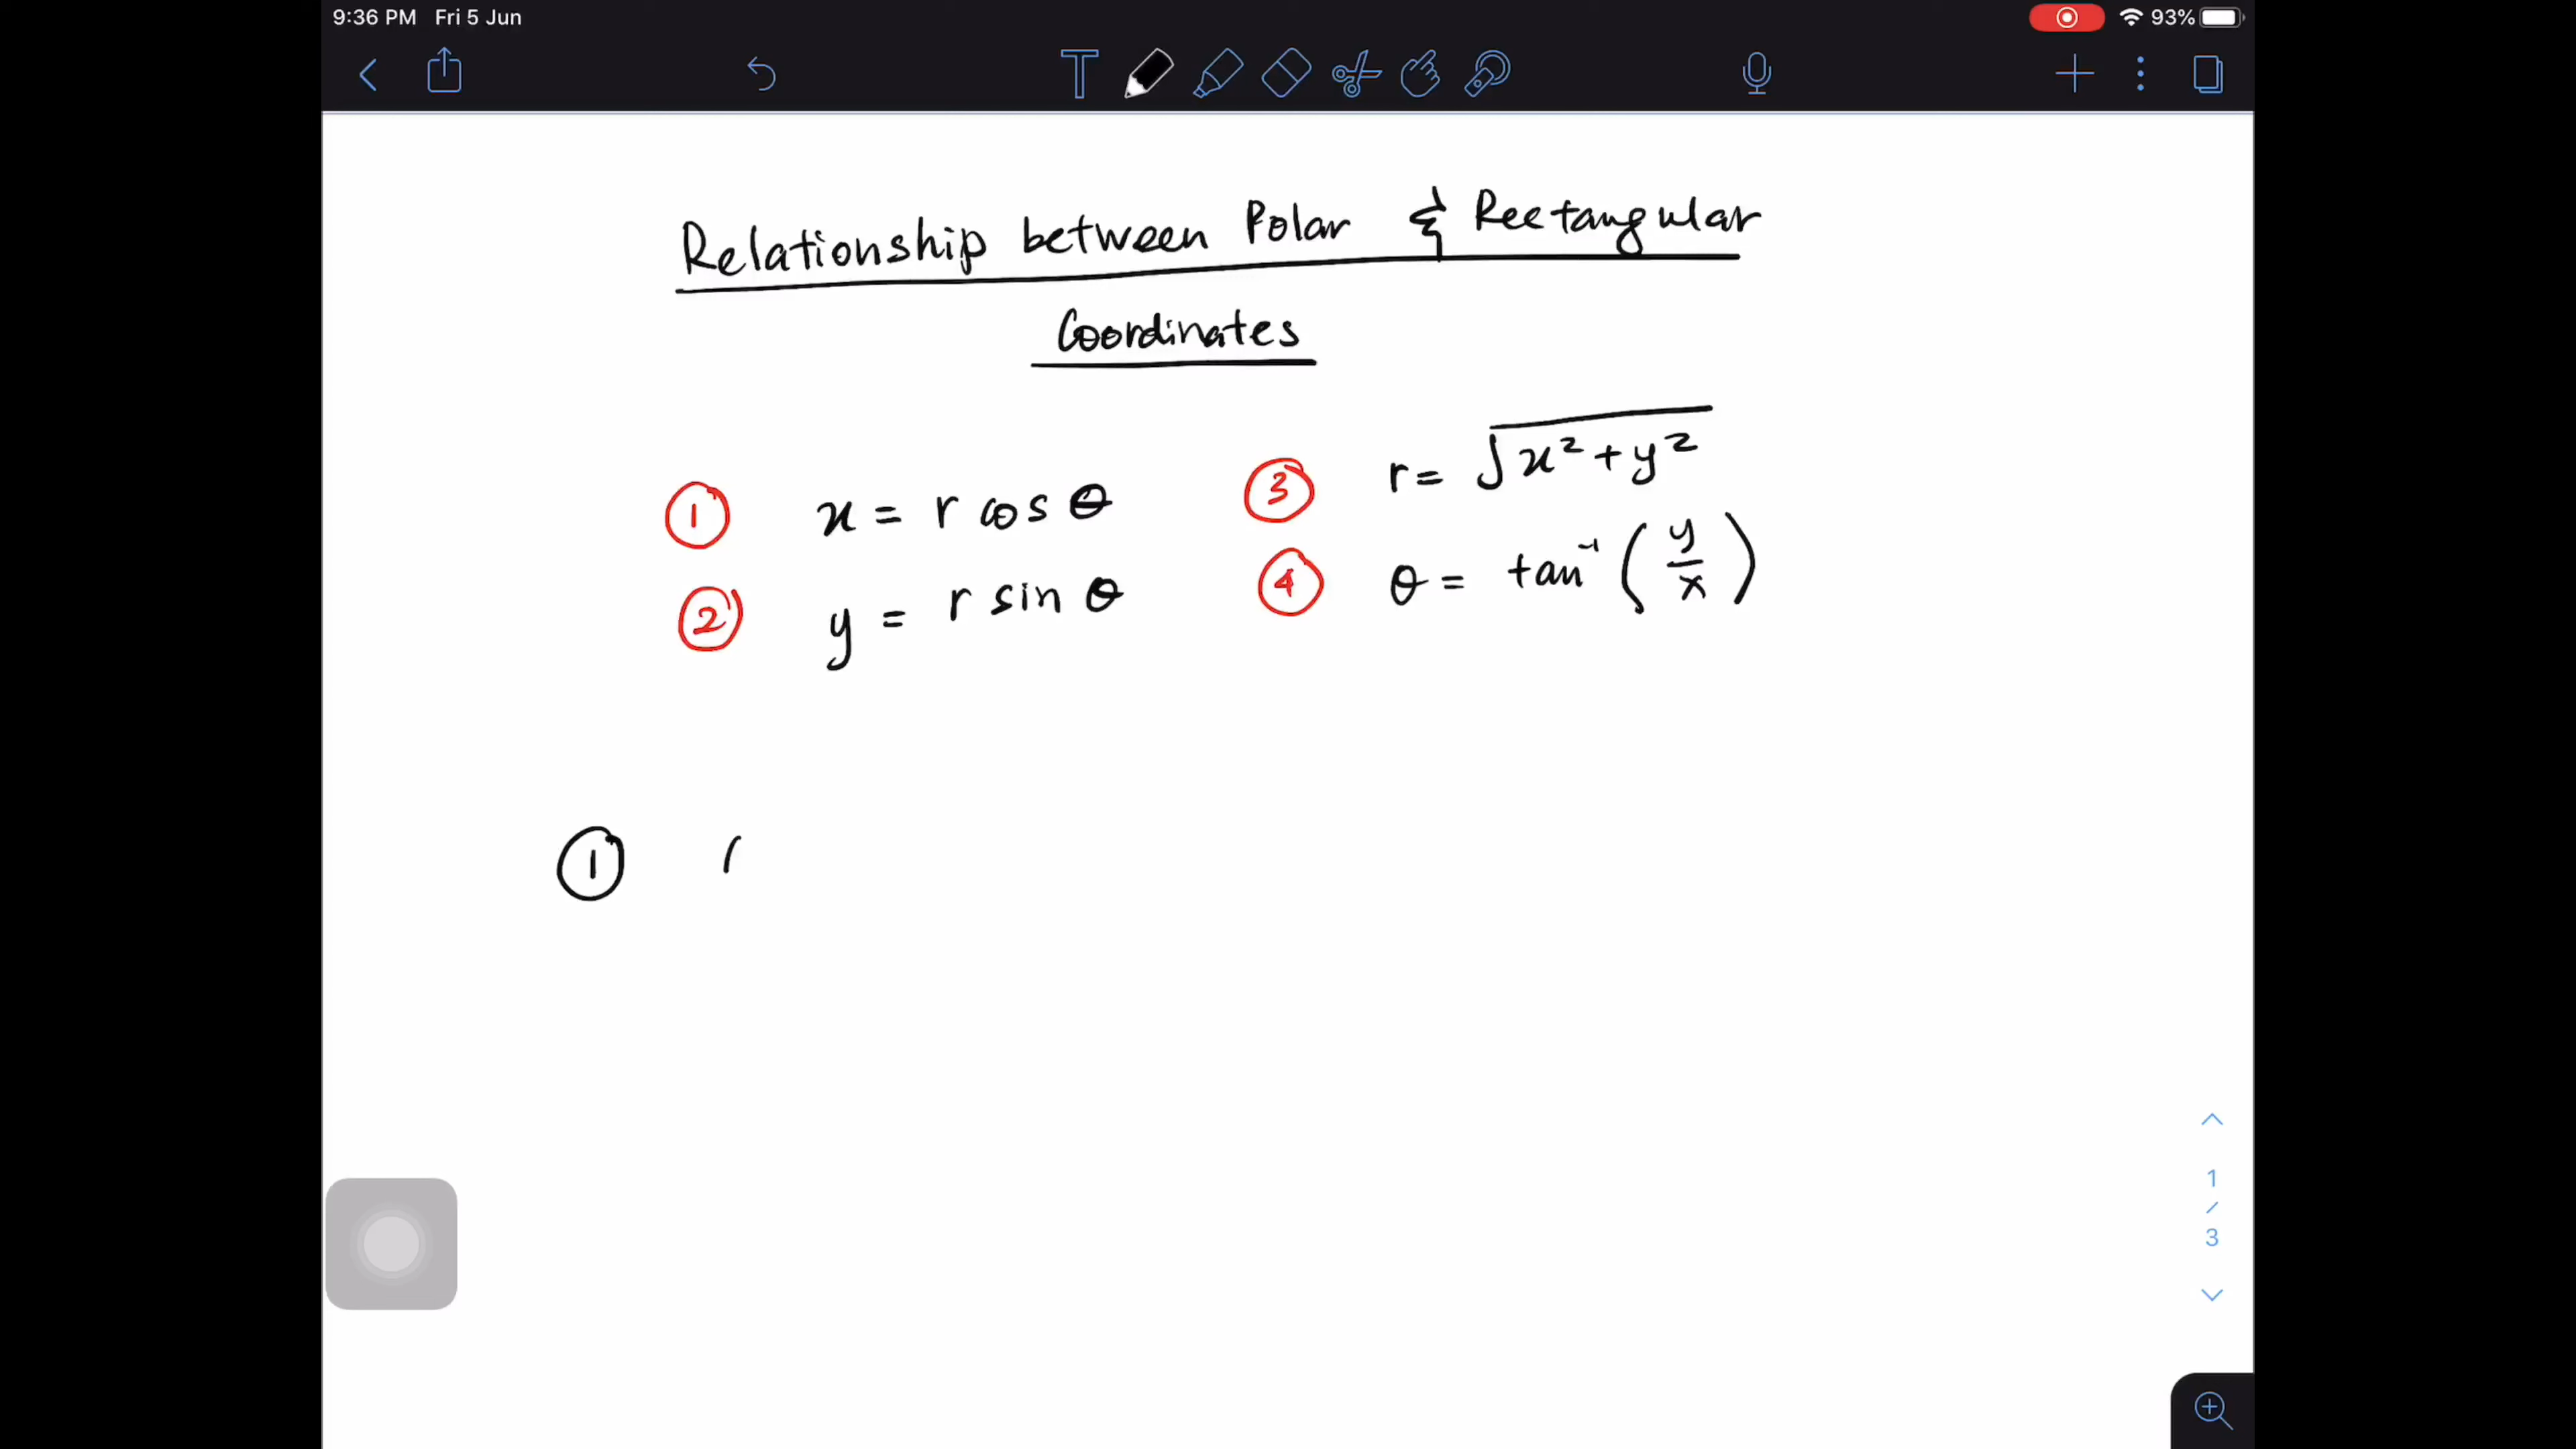 9:36 PM Fri 5 Jun
93%
Relationship between Polar & Rectangular
Coordinates
① x = r cos θ
② y = r sin θ
③ r = √x²+y²
④ θ = tan⁻¹ (y/x)
① (
1
/
3